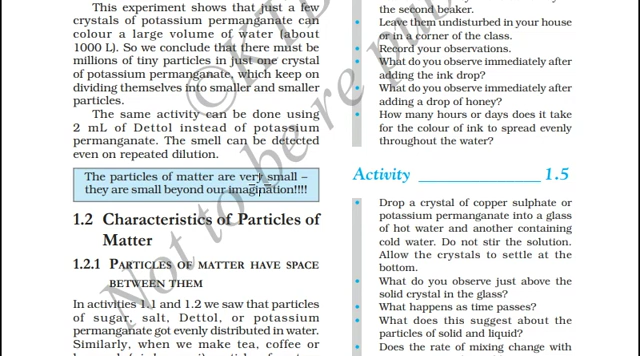 This experiment shows that just a few
crystals of potassium permanganate can
colour a large volume of water (about
1000 L). So we conclude that there must be
millions of tiny particles in just one crystal
of potassium permanganate, which keep on
dividing themselves into smaller and smaller
particles.
The same activity can be done using
2 mL of Dettol instead of potassium
permanganate. The smell can be detected
even on repeated dilution.
The particles of matter are very small –
they are small beyond our imagination!!!!
1.2 Characteristics of Particles of
Matter
1.2.1 PARTICLES OF MATTER HAVE SPACE
BETWEEN THEM
In activities 1.1 and 1.2 we saw that particles
of sugar, salt, Dettol, or potassium
permanganate got evenly distributed in water.
Similarly, when we make tea, coffee or
the second beaker.
• Leave them undisturbed in your house
or in a corner of the class.
• Record your observations.
• What do you observe immediately after
adding the ink drop?
• What do you observe immediately after
adding a drop of honey?
• How many hours or days does it take
for the colour of ink to spread evenly
throughout the water?
Activity ______________ 1.5
• Drop a crystal of copper sulphate or
potassium permanganate into a glass
of hot water and another containing
cold water. Do not stir the solution.
Allow the crystals to settle at the
bottom.
• What do you observe just above the
solid crystal in the glass?
• What happens as time passes?
• What does this suggest about the
particles of solid and liquid?
• Does the rate of mixing change with
©KT
Not to be re pu